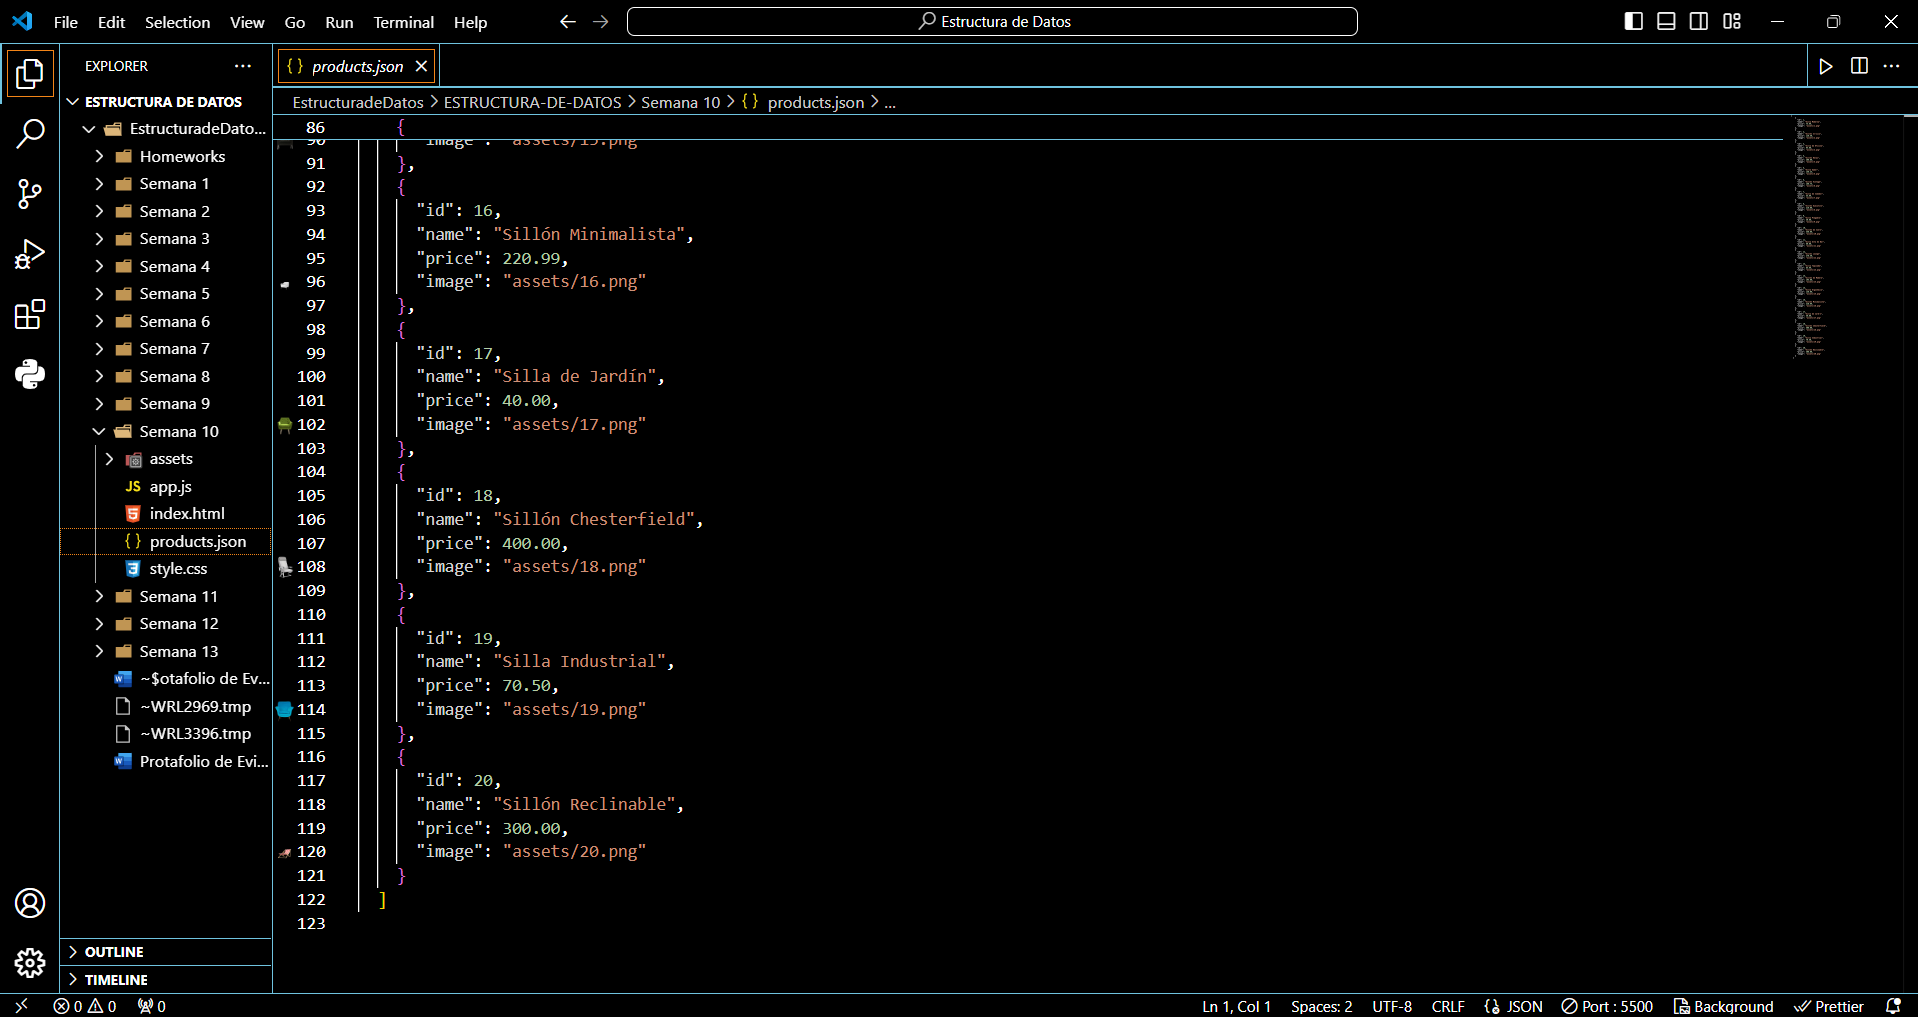 File Edit Selection View Go Run Terminal Help
Estructura de Datos
EXPLORER
ESTRUCTURA DE DATOS
EstructuradeDato...
Homeworks
Semana 1
Semana 2
Semana 3
Semana 4
Semana 5
Semana 6
Semana 7
Semana 8
Semana 9
Semana 10
assets
JS app.js
index.html
{ } products.json
style.css
Semana 11
Semana 12
Semana 13
~$otafolio de Ev...
~WRL2969.tmp
~WRL3396.tmp
Protafolio de Evi...
OUTLINE
TIMELINE
{ } products.json
EstructuradeDatos > ESTRUCTURA-DE-DATOS > Semana 10 > { } products.json > ...
86 {
90 "image": "assets/15.png"
91 },
92 {
93 "id": 16,
94 "name": "Sillón Minimalista",
95 "price": 220.99,
96 "image": "assets/16.png"
97 },
98 {
99 "id": 17,
100 "name": "Silla de Jardín",
101 "price": 40.00,
102 "image": "assets/17.png"
103 },
104 {
105 "id": 18,
106 "name": "Sillón Chesterfield",
107 "price": 400.00,
108 "image": "assets/18.png"
109 },
110 {
111 "id": 19,
112 "name": "Silla Industrial",
113 "price": 70.50,
114 "image": "assets/19.png"
115 },
116 {
117 "id": 20,
118 "name": "Sillón Reclinable",
119 "price": 300.00,
120 "image": "assets/20.png"
121 }
122 ]
123
0 0 0 Ln 1, Col 1 Spaces: 2 UTF-8 CRLF {} JSON Port : 5500 Background Prettier